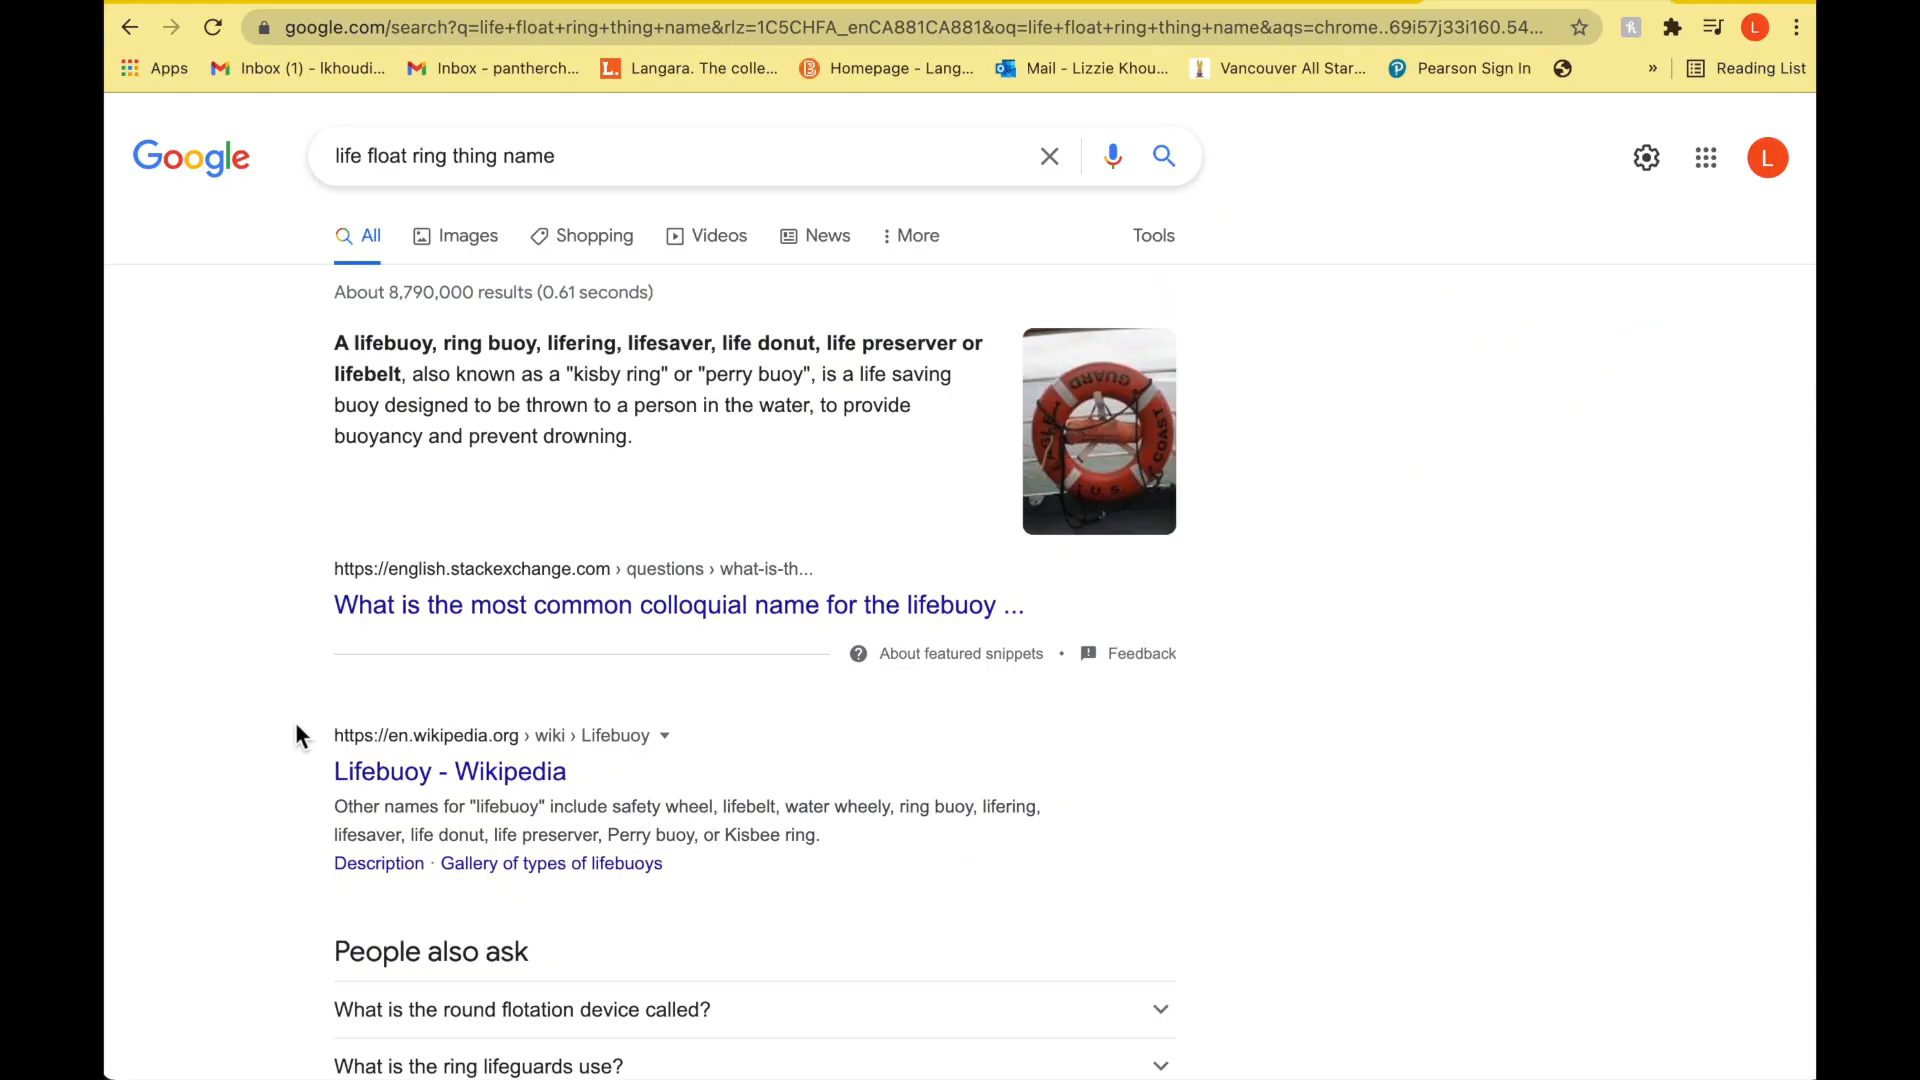 google.com/search?q=life+float+ring+thing+name&rlz=1C5CHFA_enCA881CA881&oq=life+float+ring+thing+name&aqs=chrome..69i57j33i160.54...
L
Apps
Inbox (1) - lkhoudi...
Inbox - pantherch...
L.
Langara. The colle...
Homepage - Lang...
Mail - Lizzie Khou...
Vancouver All Star...
Pearson Sign In
»
Reading List
Google
life float ring thing name
L
All
Images
Shopping
Videos
News
More
Tools
About 8,790,000 results (0.61 seconds)
A lifebuoy, ring buoy, lifering, lifesaver, life donut, life preserver or
lifebelt, also known as a "kisby ring" or "perry buoy", is a life saving
buoy designed to be thrown to a person in the water, to provide
buoyancy and prevent drowning.
GUARD
COAST
U.S.
https://english.stackexchange.com › questions › what-is-th...
What is the most common colloquial name for the lifebuoy ...
About featured snippets • Feedback
https://en.wikipedia.org › wiki › Lifebuoy
Lifebuoy - Wikipedia
Other names for "lifebuoy" include safety wheel, lifebelt, water wheely, ring buoy, lifering,
lifesaver, life donut, life preserver, Perry buoy, or Kisbee ring.
Description · Gallery of types of lifebuoys
People also ask
What is the round flotation device called?
What is the ring lifeguards use?